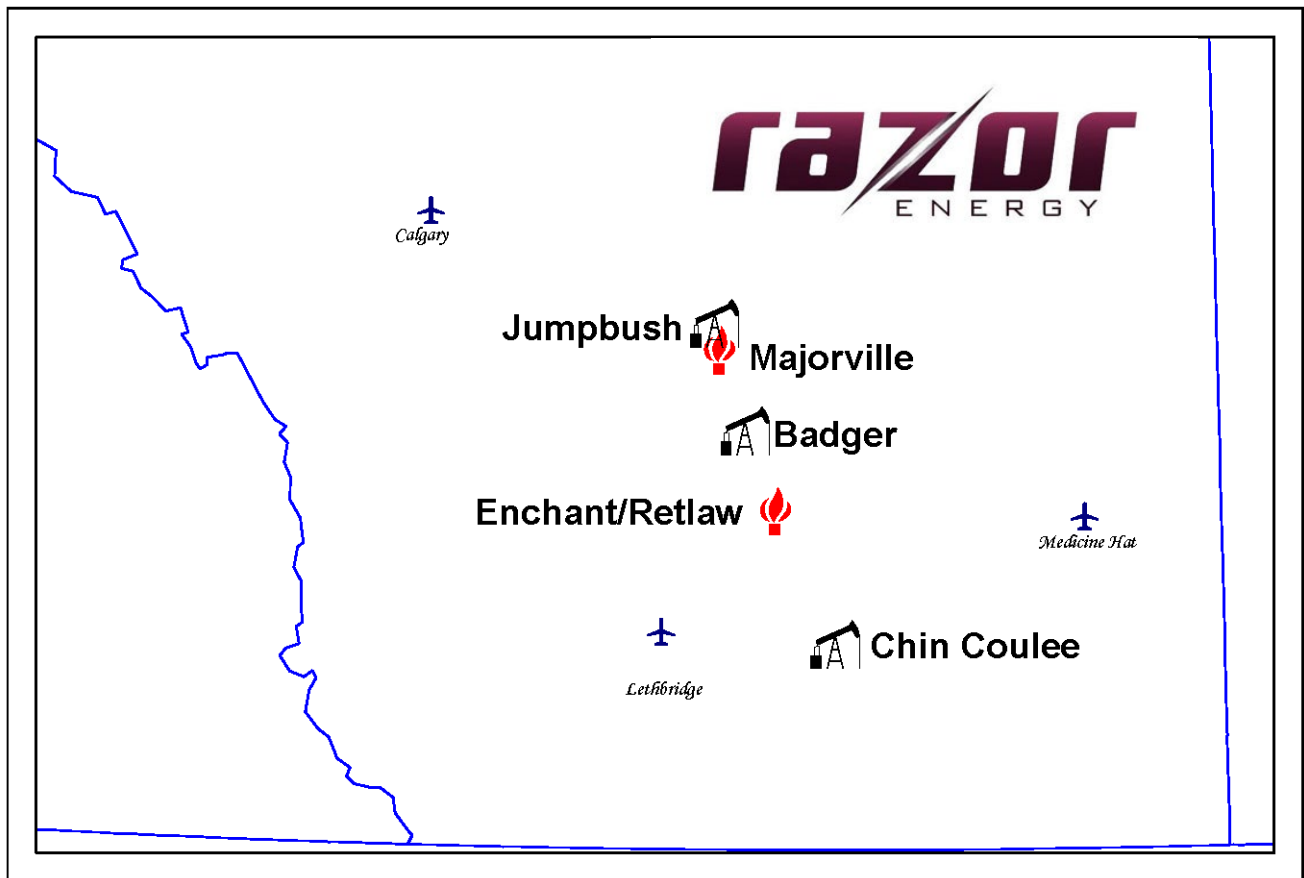 razor
ENERGY
Calgary
Jumpbush
Majorville
Badger
Enchant/Retlaw
Medicine Hat
Chin Coulee
Lethbridge